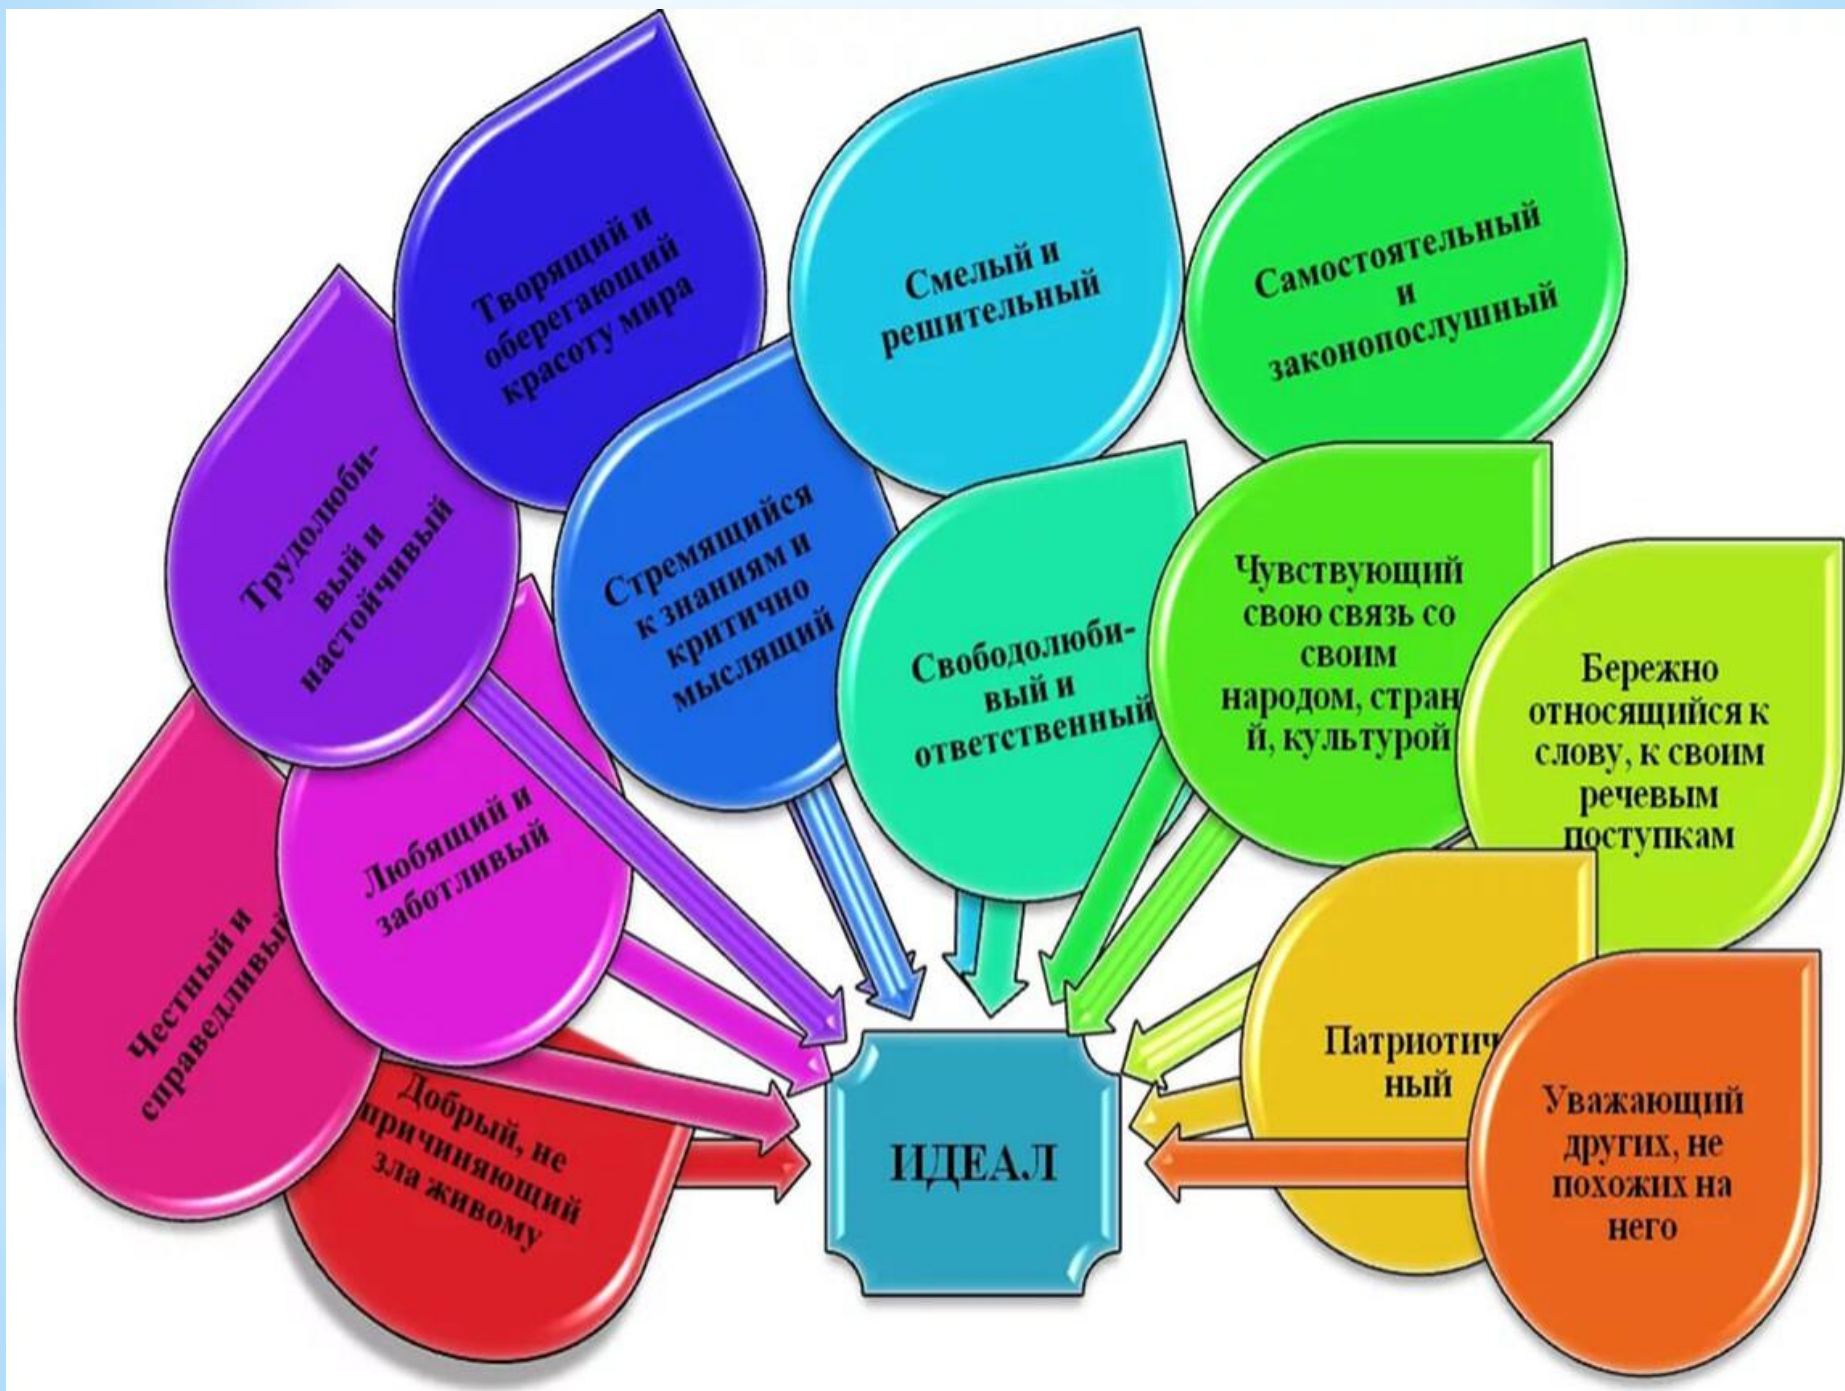 Творящий и
оберегающий
красоту мира
Смелый и
решительный
Самостоятельный
и
законопослушный
Трудолюби-
вый и
настойчивый
Стремящийся
к знаниям и
критично
мыслящий
Свободолюби-
вый и
ответственный
Чувствующий
свою связь со
своим
народом, стран
й, культурой
Бережно
относящийся к
слову, к своим
речевым
поступкам
Любящий и
заботливый
Честный и
справедливый
Добрый, не
причиняющий
зла живому
ИДЕАЛ
Патриотич
ный
Уважающий
других, не
похожих на
него